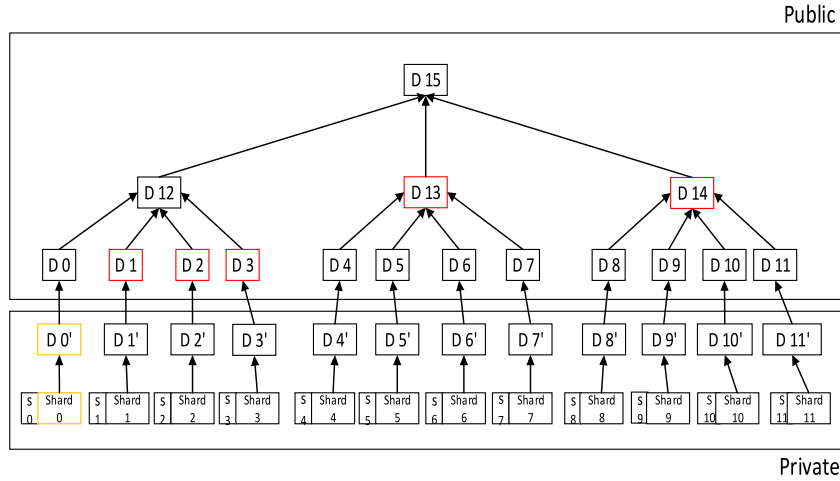 Public
D 15
D 12 D 13 D 14
D 0 D 1 D 2 D 3 D 4 D 5 D 6 D 7 D 8 D 9 D 10 D 11
D 0' D 1' D 2' D 3' D 4' D 5' D 6' D 7' D 8' D 9' D 10' D 11'
S Shard S Shard S Shard S Shard S Shard S Shard S Shard S Shard S Shard S Shard S Shard S Shard
0 0 1 1 2 2 3 3 4 4 5 5 6 6 7 7 8 8 9 9 10 10 11 11
Private